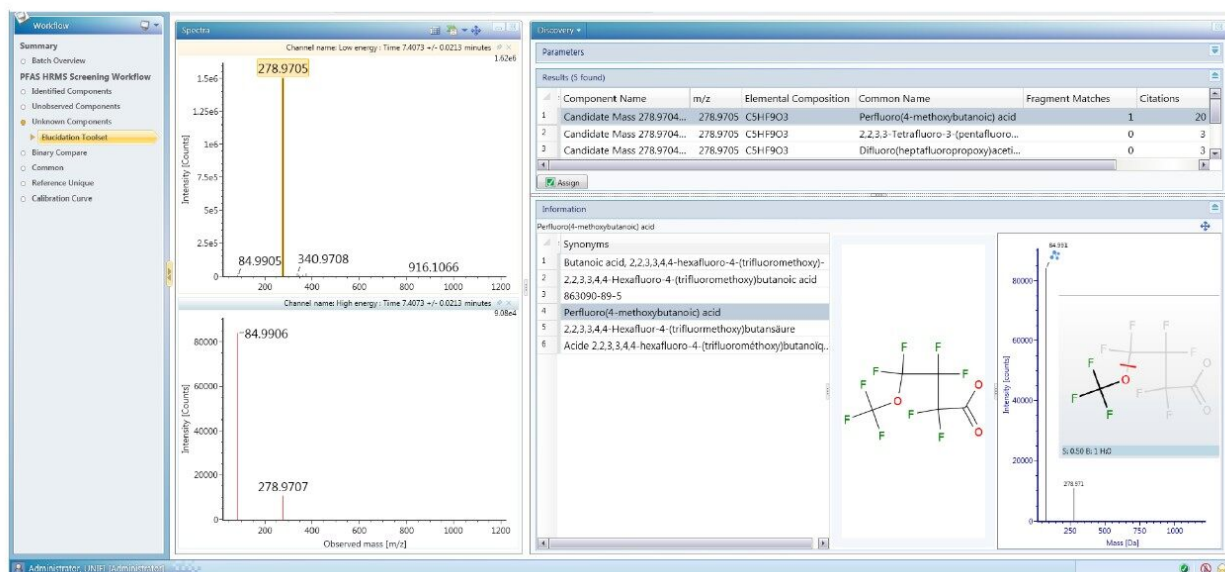 Workflow
Summary
Batch Overview
PFAS HRMS Screening Workflow
Identified Components
Unobserved Components
Unknown Components
Elucidation Toolset
Binary Compare
Common
Reference Unique
Calibration Curve
Spectra
Channel name: Low energy : Time 7.4073 +/- 0.0213 minutes
1.62e6
278.9705
1.5e6
1.25e6
1e6
7.5e5
5e5
2.5e5
0
Intensity [Counts]
84.9905
340.9708
916.1066
200 400 600 800 1000 1200
Channel name: High energy : Time 7.4073 +/- 0.0213 minutes
9.08e4
84.9906
80000
60000
40000
20000
0
Intensity [Counts]
278.9707
200 400 600 800 1000 1200
Observed mass [m/z]
Discovery
Parameters
Results (5 found)
Component Name m/z Elemental Composition Common Name Fragment Matches Citations
1 Candidate Mass 278.9704... 278.9705 C5HF9O3 Perfluoro(4-methoxybutanoic) acid 1 20
2 Candidate Mass 278.9704... 278.9705 C5HF9O3 2,2,3,3-Tetrafluoro-3-(pentafluoro... 0 3
3 Candidate Mass 278.9704... 278.9705 C5HF9O3 Difluoro(heptafluoropropoxy)aceti... 0 3
Assign
Information
Perfluoro(4-methoxybutanoic) acid
Synonyms
1 Butanoic acid, 2,2,3,3,4,4-hexafluoro-4-(trifluoromethoxy)-
2 2,2,3,3,4,4-Hexafluoro-4-(trifluoromethoxy)butanoic acid
3 863090-89-5
4 Perfluoro(4-methoxybutanoic) acid
5 2,2,3,3,4,4-Hexafluor-4-(trifluormethoxy)butansäure
6 Acide 2,2,3,3,4,4-hexafluoro-4-(trifluorométhoxy)butanoïq...
F F F
F F O
O
F F F F O
84.991
80000
60000
40000
20000
0
Intensity [counts]
F F F
F F O
O
F F F F O
S: 0.50 B: 1 H:0
278.971
250 500 750 1000
Mass [Da]
Administrator, UNIFI (Administrator)